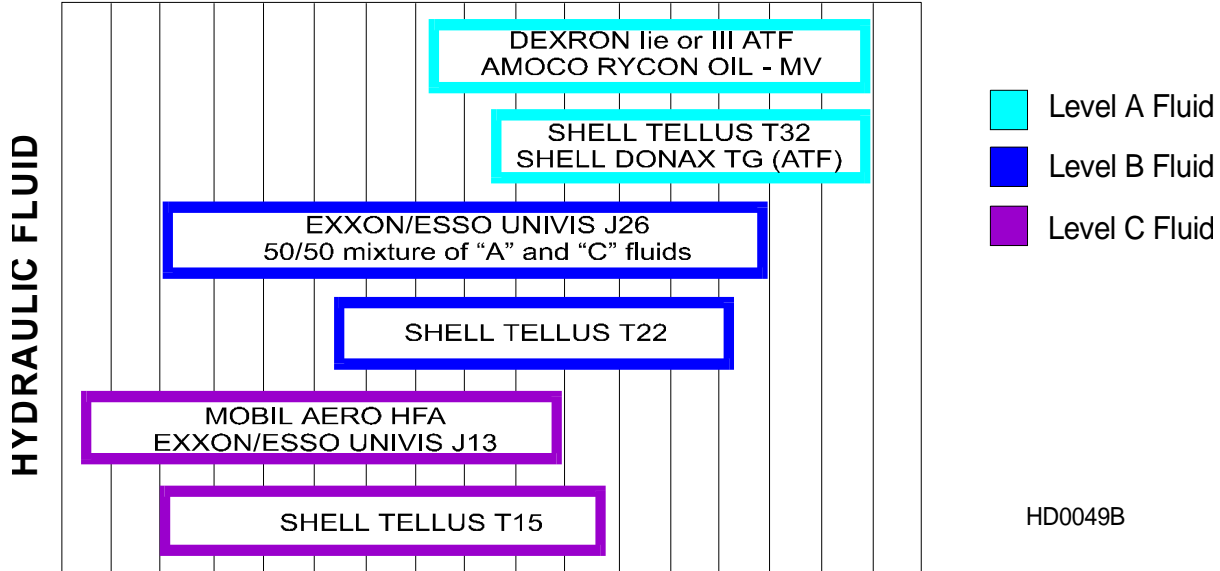 HYDRAULIC FLUID
DEXRON Iie or III ATF
AMOCO RYCON OIL - MV
SHELL TELLUS T32
SHELL DONAX TG (ATF)
EXXON/ESSO UNIVIS J26
50/50 mixture of “A” and “C” fluids
SHELL TELLUS T22
MOBIL AERO HFA
EXXON/ESSO UNIVIS J13
SHELL TELLUS T15
Level A Fluid
Level B Fluid
Level C Fluid
HD0049B